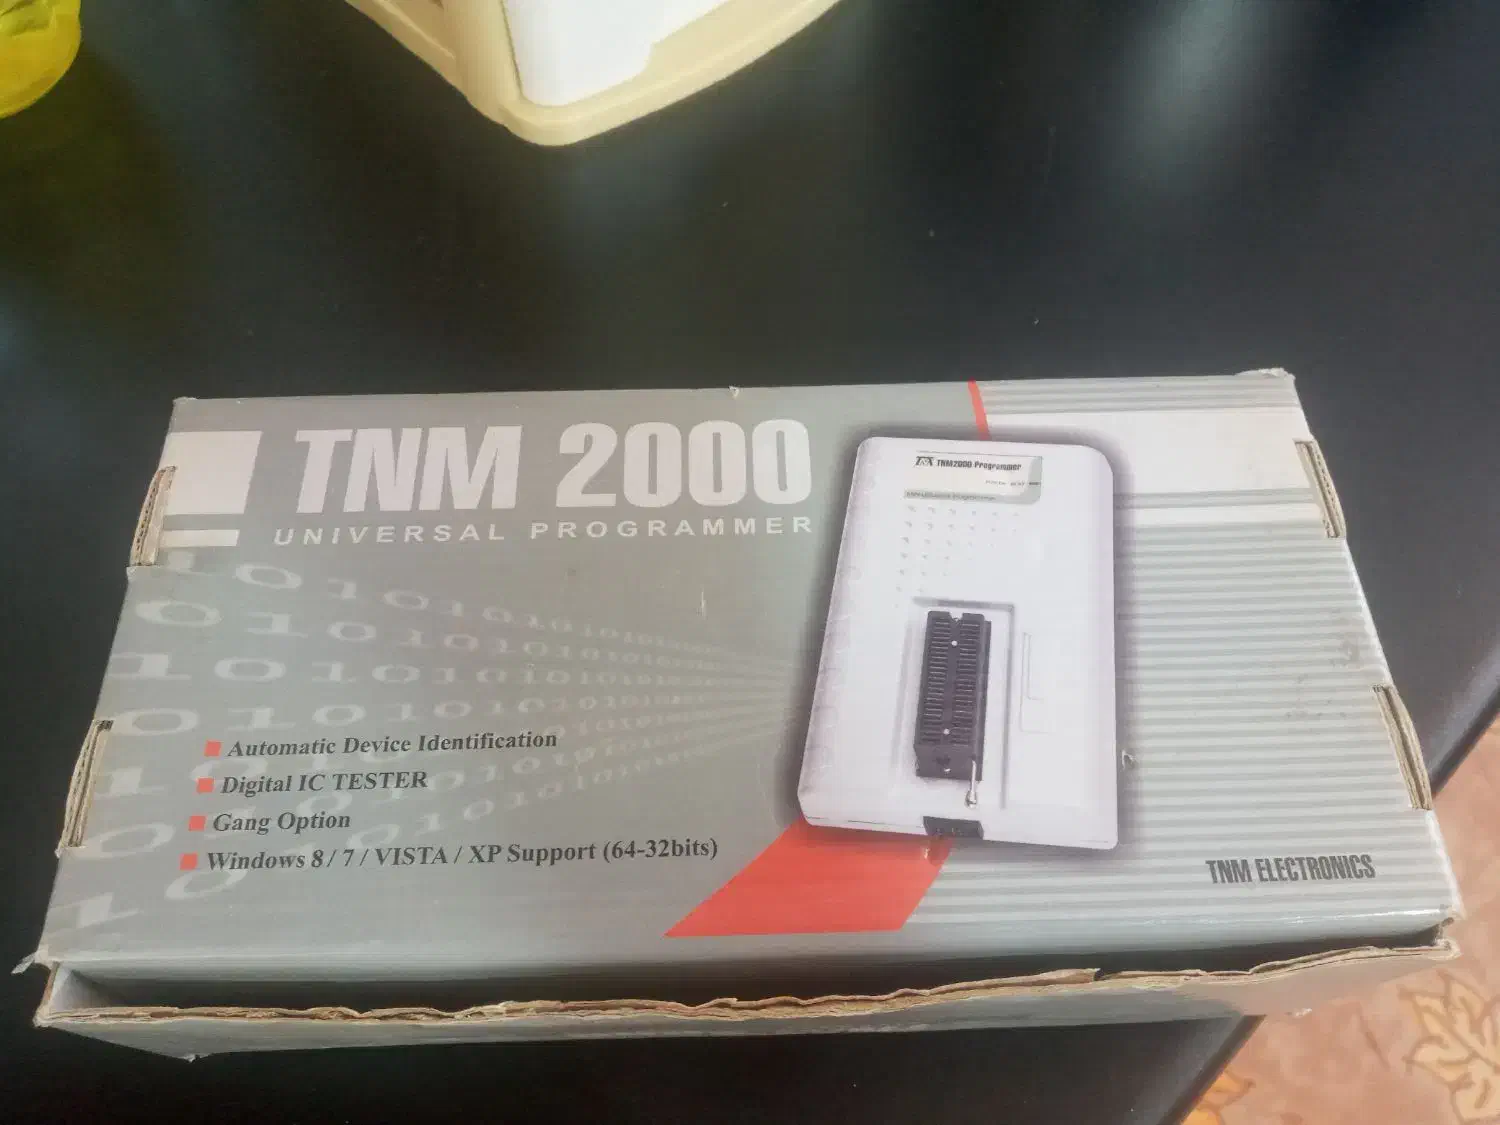 TNM 2000
UNIVERSAL PROGRAMMER
TNM2000 Programmer
Automatic Device Identification
Digital IC TESTER
Gang Option
Windows 8 / 7 / VISTA / XP Support (64-32bits)
TNM ELECTRONICS